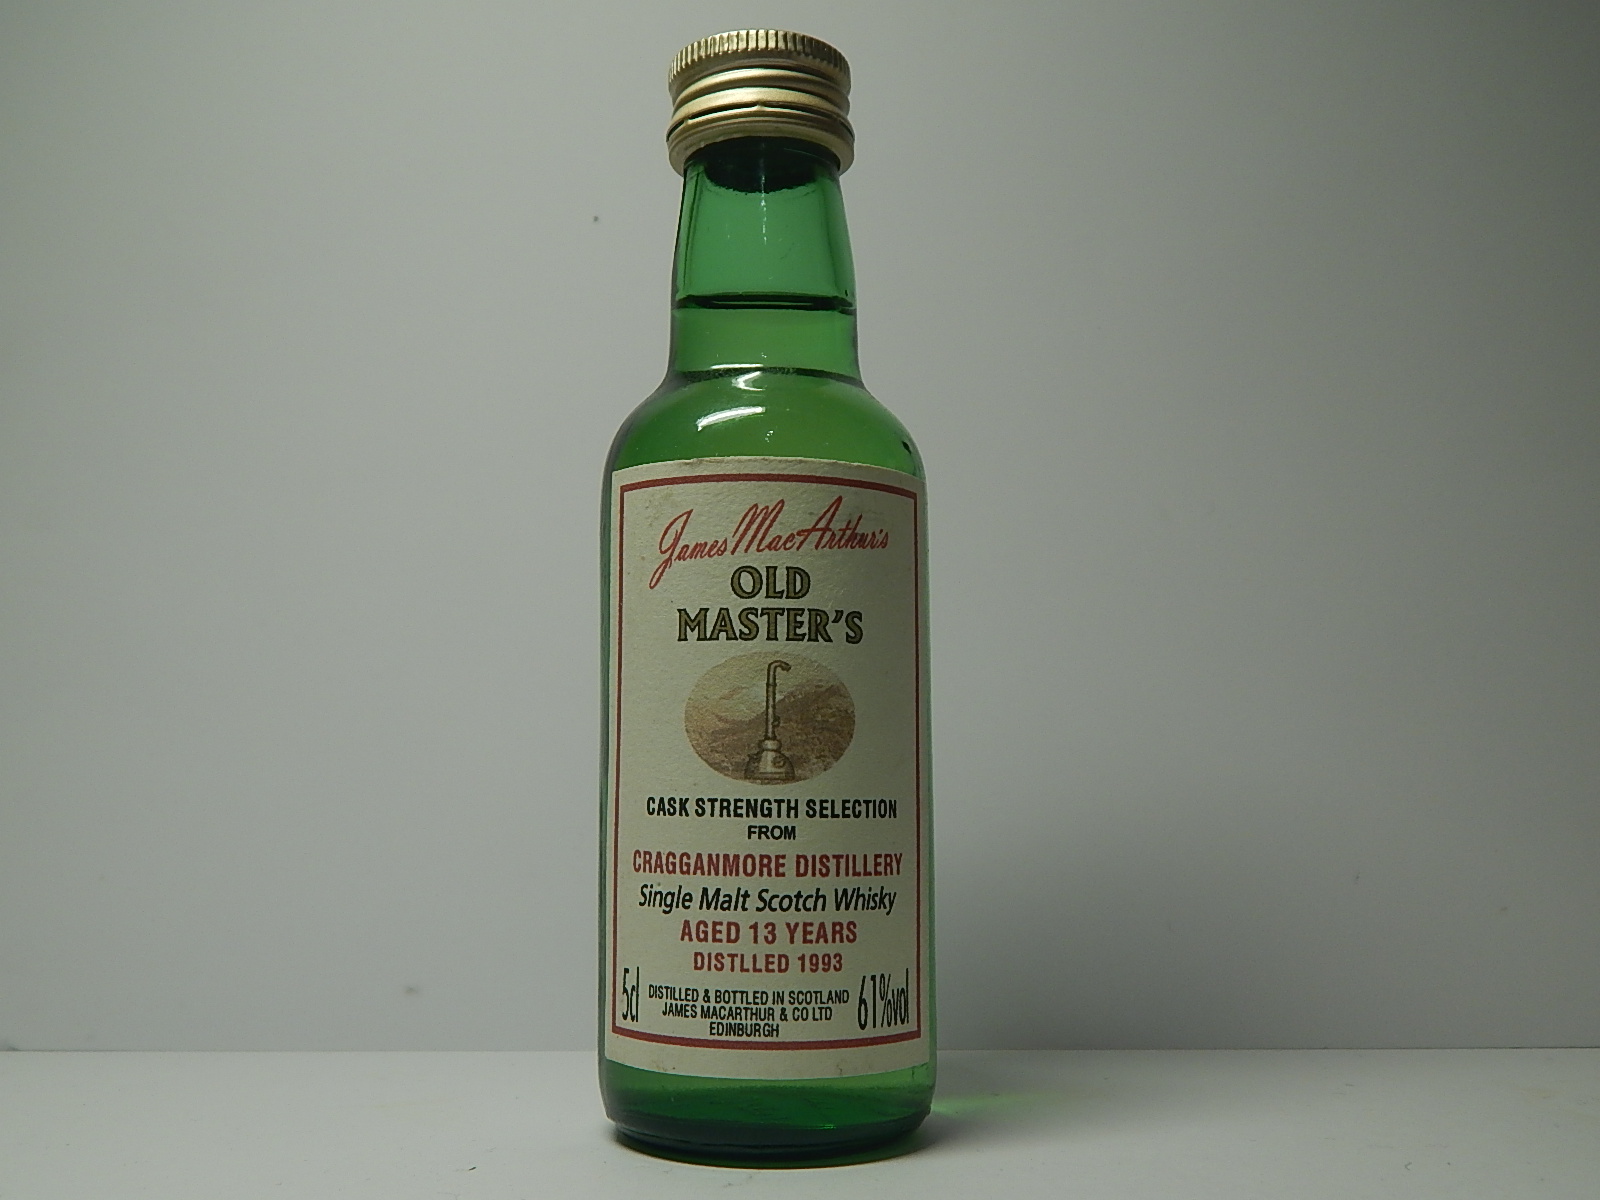 James MacArthur's
OLD
MASTER'S
CASK STRENGTH SELECTION
FROM
CRAGGANMORE DISTILLERY
Single Malt Scotch Whisky
AGED 13 YEARS
DISTLLED 1993
5cl
DISTILLED & BOTTLED IN SCOTLAND
JAMES MACARTHUR & CO LTD
EDINBURGH
61%vol